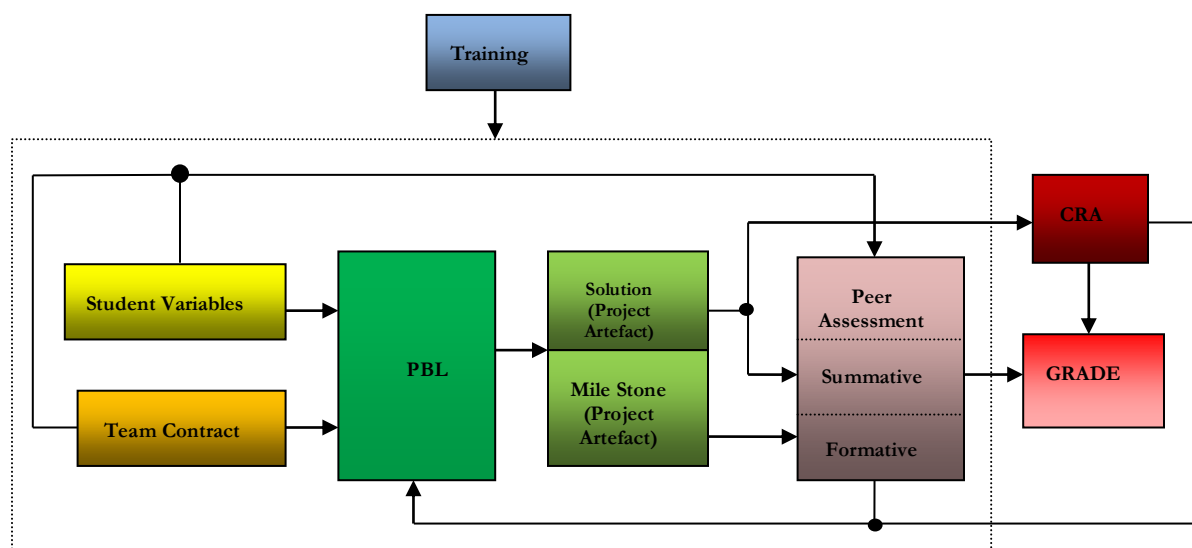 Training
CRA
Student Variables
Solution
(Project
Artefact)
Peer
Assessment
PBL
Mile Stone
(Project
Artefact)
Summative
GRADE
Team Contract
Formative